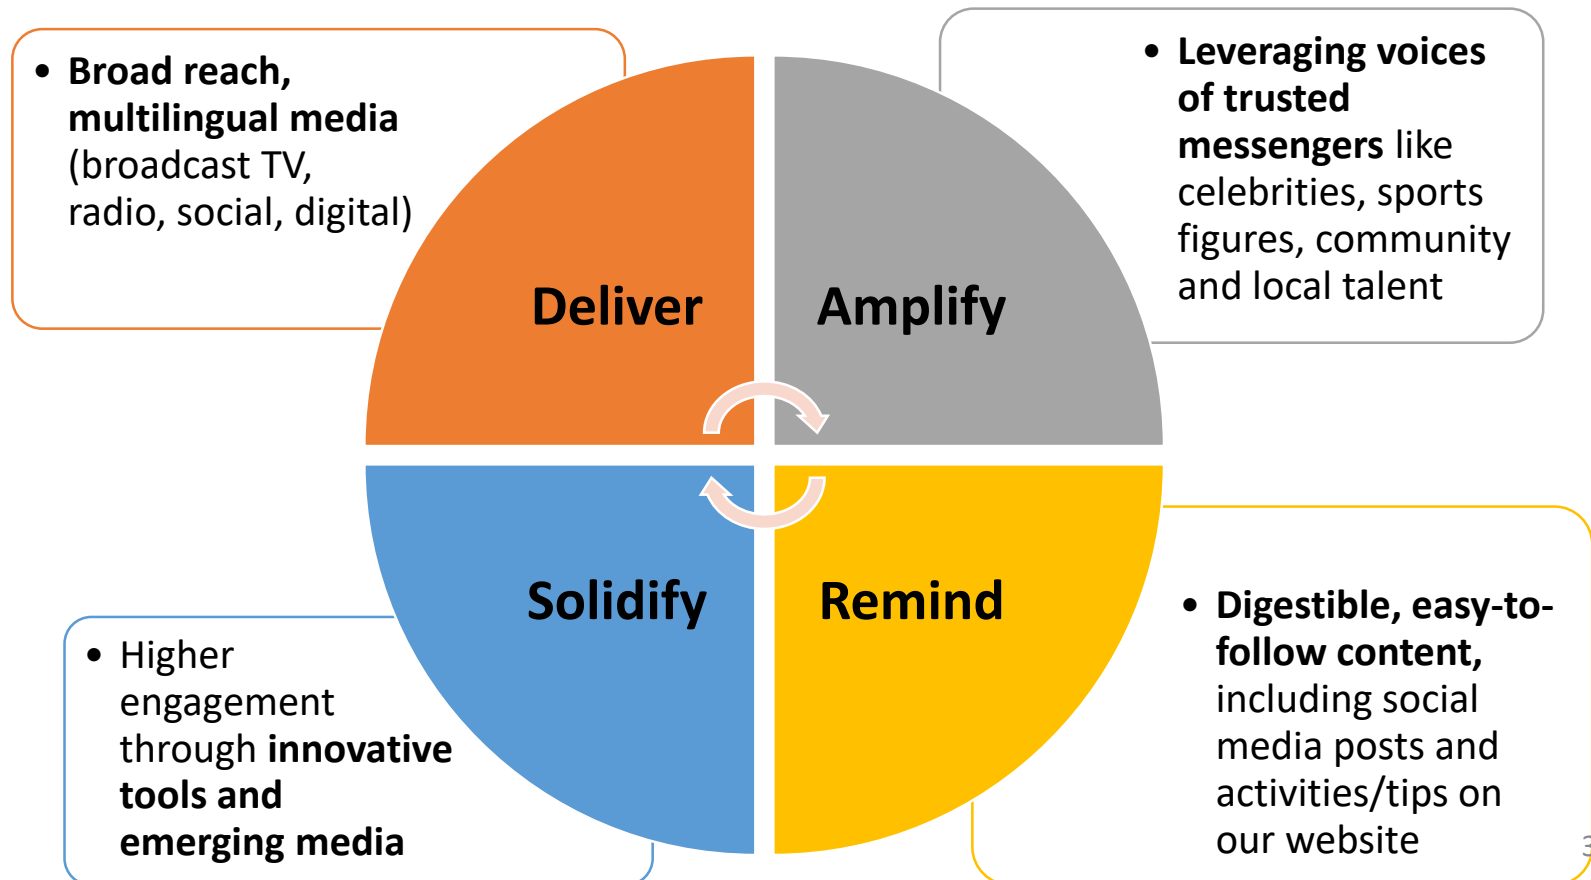 • Broad reach,
multilingual media
(broadcast TV,
radio, social, digital)
• Leveraging voices
of trusted
messengers like
celebrities, sports
figures, community
and local talent
Deliver
Amplify
Solidify
Remind
• Higher
engagement
through innovative
tools and
emerging media
• Digestible, easy-to-
follow content,
including social
media posts and
activities/tips on
our website
3